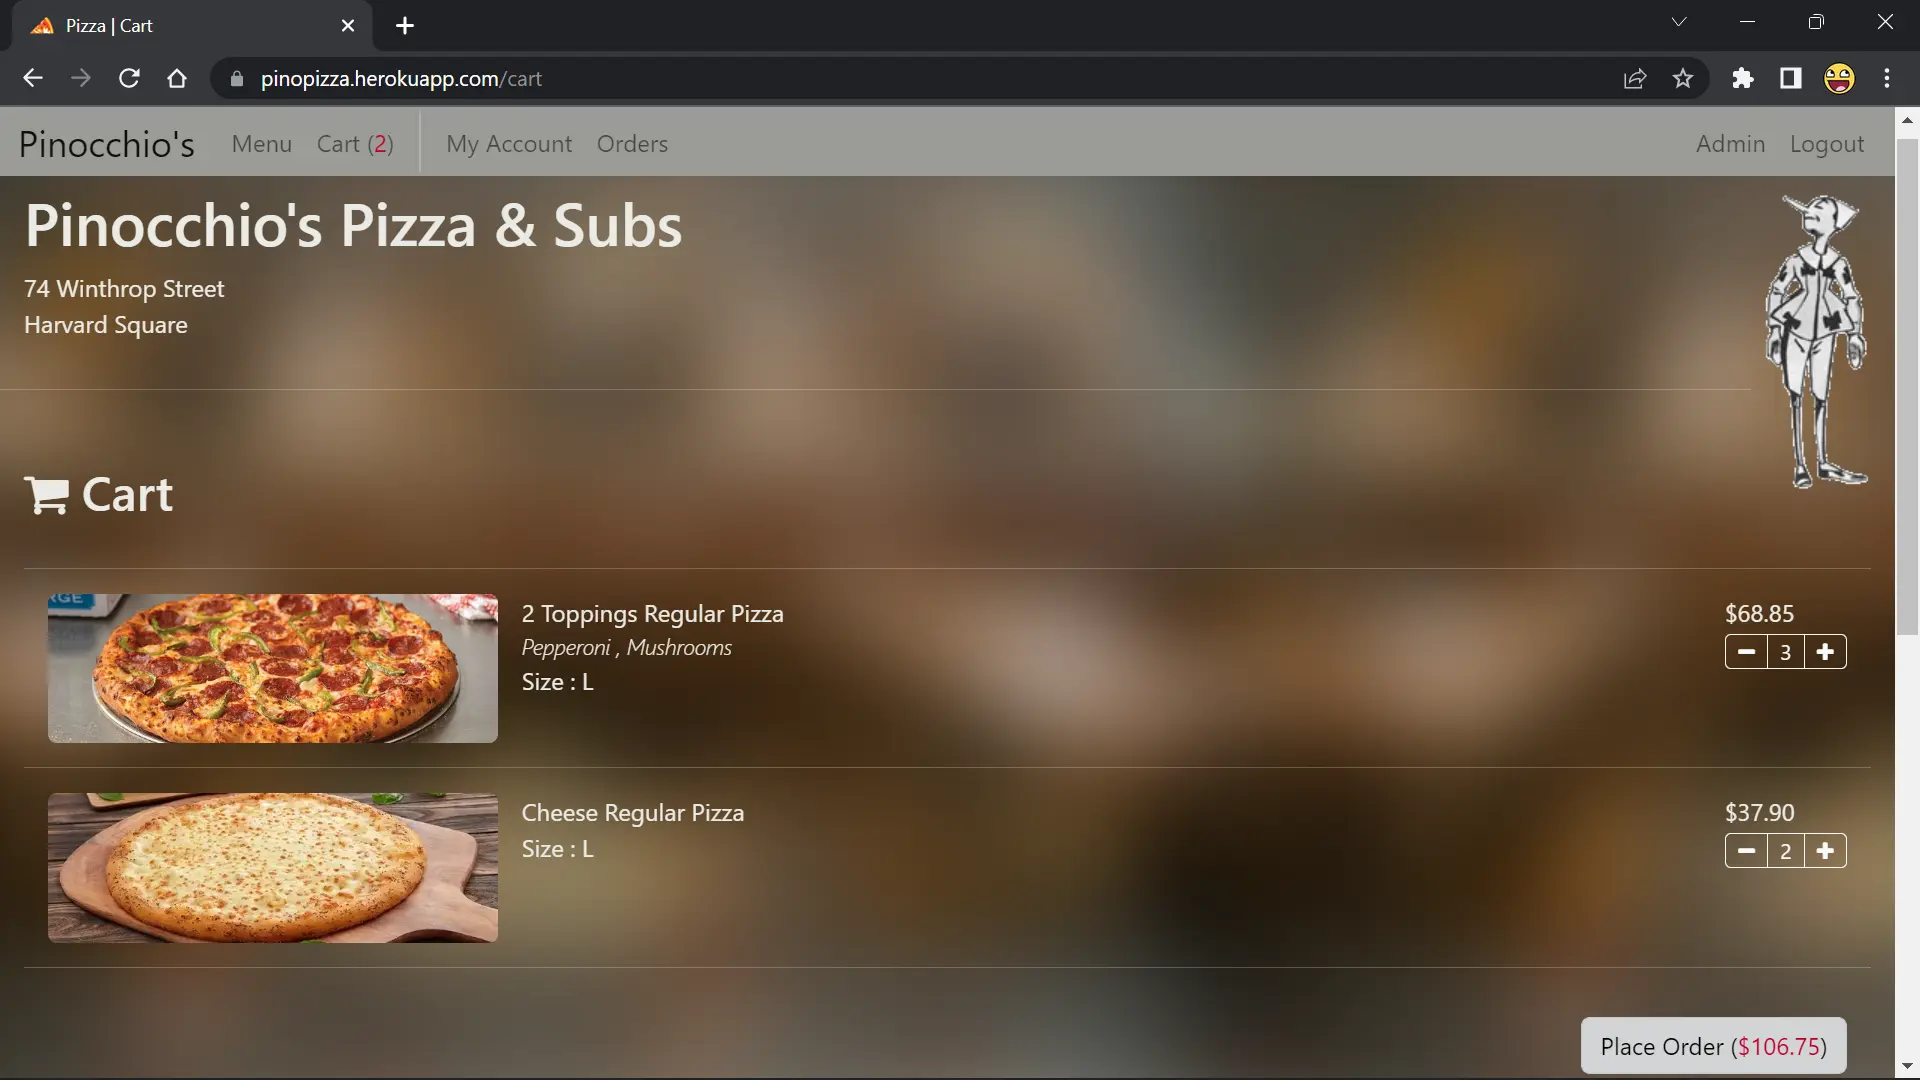 Pizza | Cart
pinopizza.herokuapp.com/cart
Pinocchio's Menu Cart (2) My Account Orders Admin Logout
Pinocchio's Pizza & Subs
74 Winthrop Street
Harvard Square
Cart
RGE
2 Toppings Regular Pizza $68.85
Pepperoni , Mushrooms 3
Size : L
Cheese Regular Pizza $37.90
Size : L 2
Place Order ($106.75)